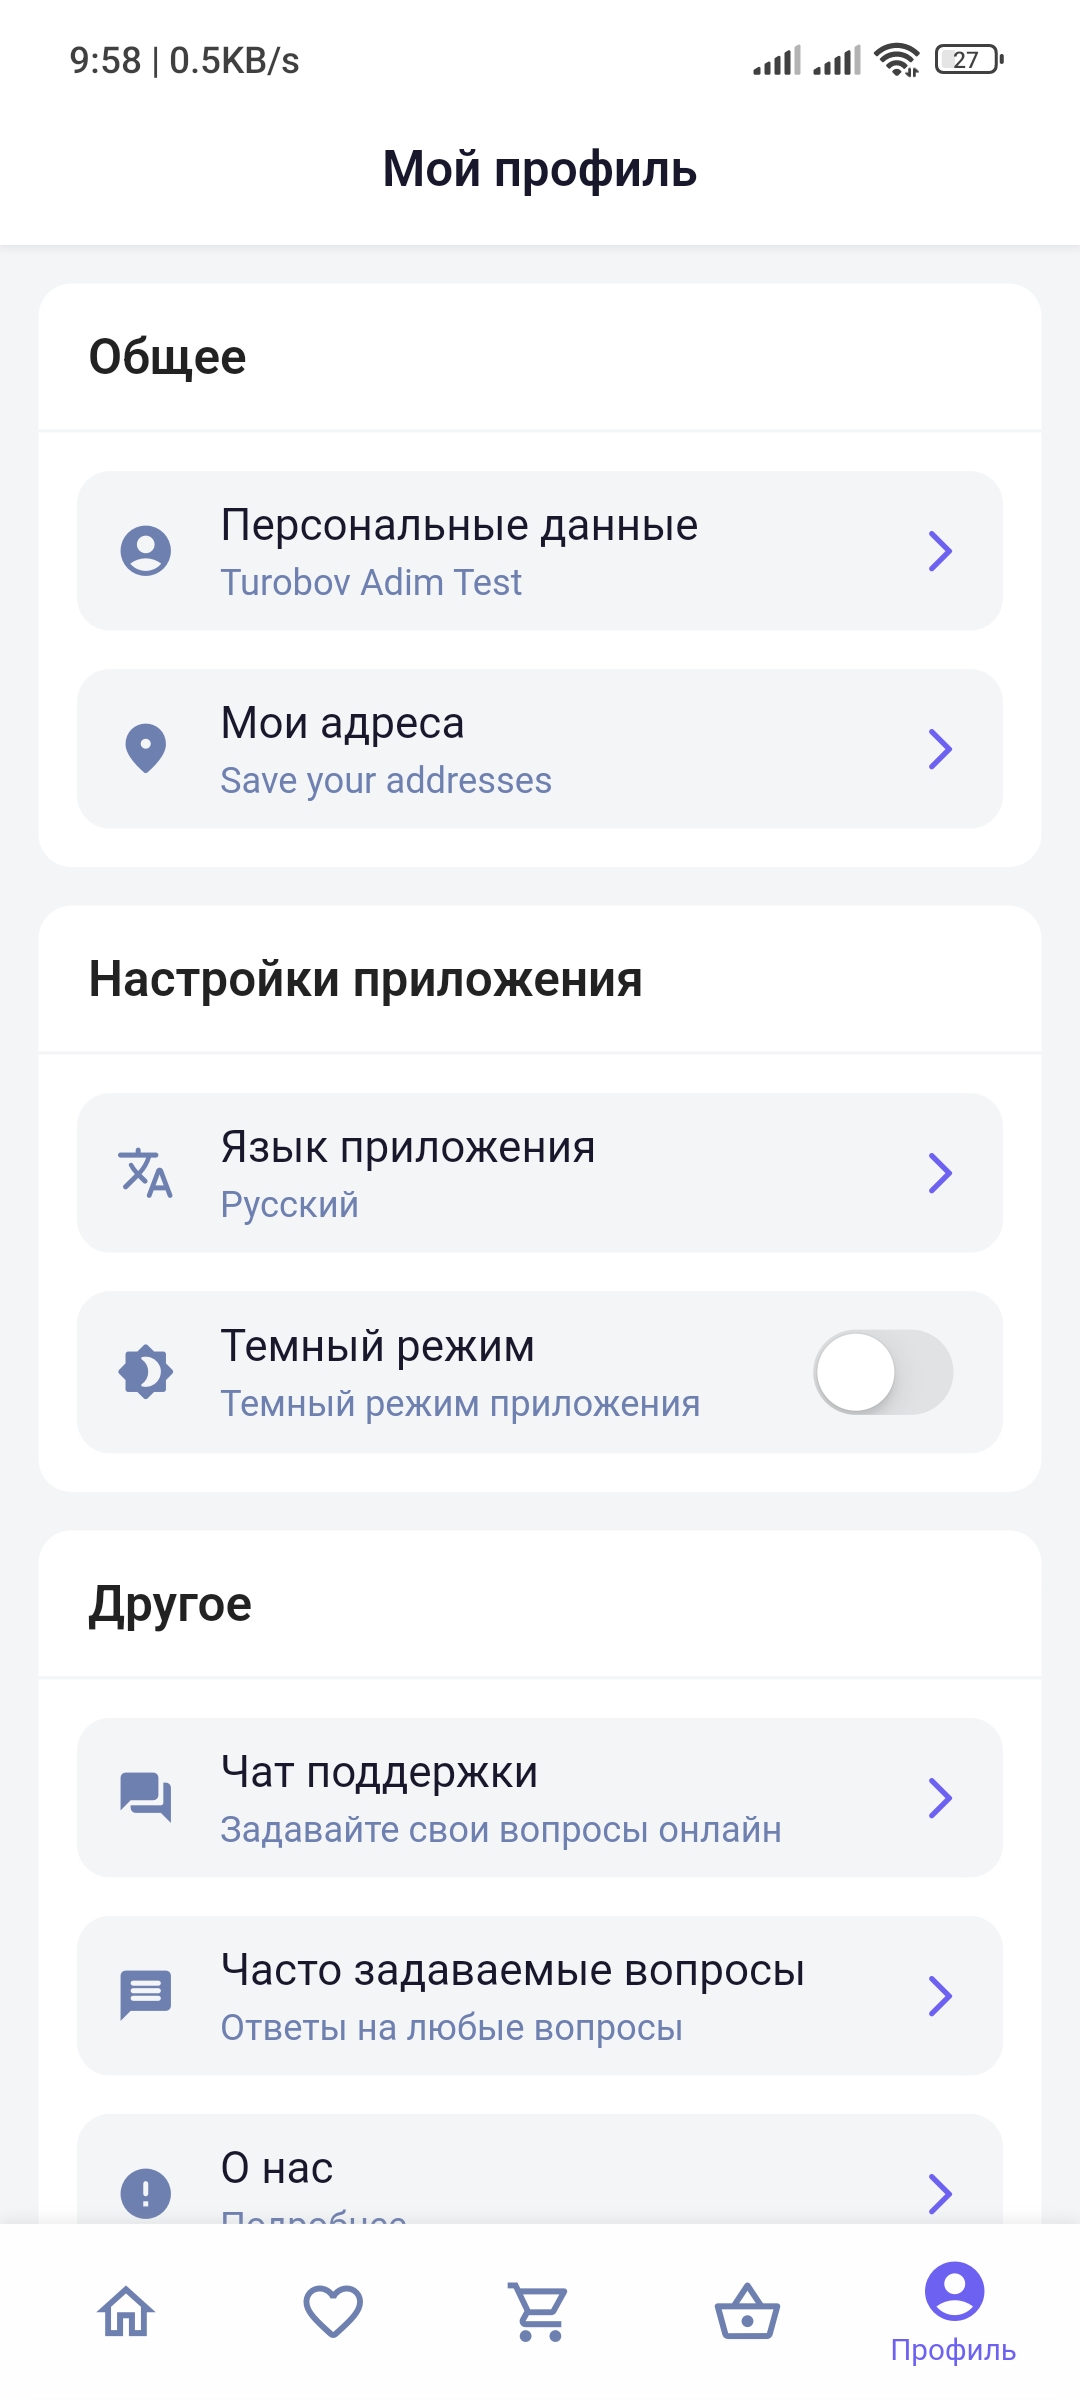 9:58 | 0.5KB/s
27
Мой профиль
Общее
Персональные данные
Turobov Adim Test
Мои адреса
Save your addresses
Настройки приложения
Язык приложения
Русский
Темный режим
Темный режим приложения
Другое
Чат поддержки
Задавайте свои вопросы онлайн
Часто задаваемые вопросы
Ответы на любые вопросы
О нас
Подробнее
Профиль